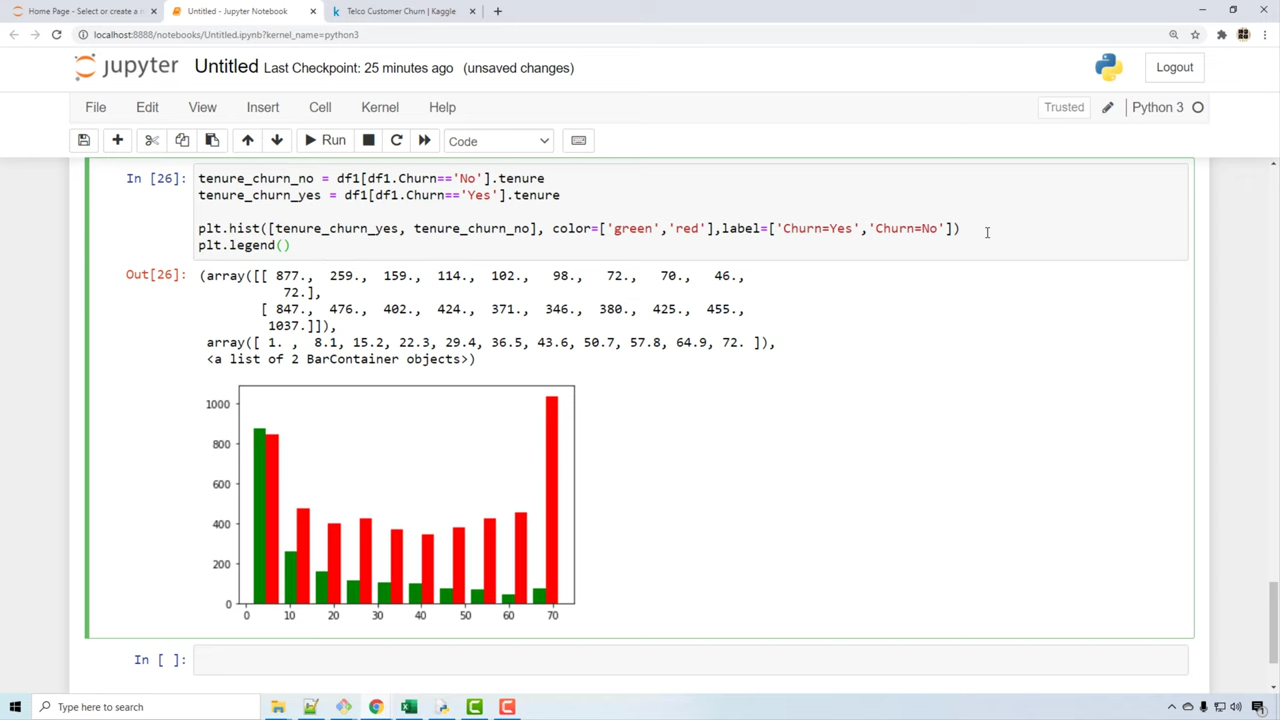 Home Page - Select or create a n
Untitled - Jupyter Notebook
Telco Customer Churn | Kaggle
localhost:8888/notebooks/Untitled.ipynb?kernel_name=python3
jupyter Untitled Last Checkpoint: 25 minutes ago (unsaved changes)
Logout
File Edit View Insert Cell Kernel Help
Trusted Python 3
Run Code
In [26]: tenure_churn_no = df1[df1.Churn=='No'].tenure
tenure_churn_yes = df1[df1.Churn=='Yes'].tenure
plt.hist([tenure_churn_yes, tenure_churn_no], color=['green','red'],label=['Churn=Yes','Churn=No'])
plt.legend()
Out[26]: (array([[ 877., 259., 159., 114., 102., 98., 72., 70., 46.,
72.],
[ 847., 476., 402., 424., 371., 346., 380., 425., 455.,
1037.]]),
array([ 1. , 8.1, 15.2, 22.3, 29.4, 36.5, 43.6, 50.7, 57.8, 64.9, 72. ]),
<a list of 2 BarContainer objects>)
1000
800
600
400
200
0
0 10 20 30 40 50 60 70
In [ ]:
Type here to search